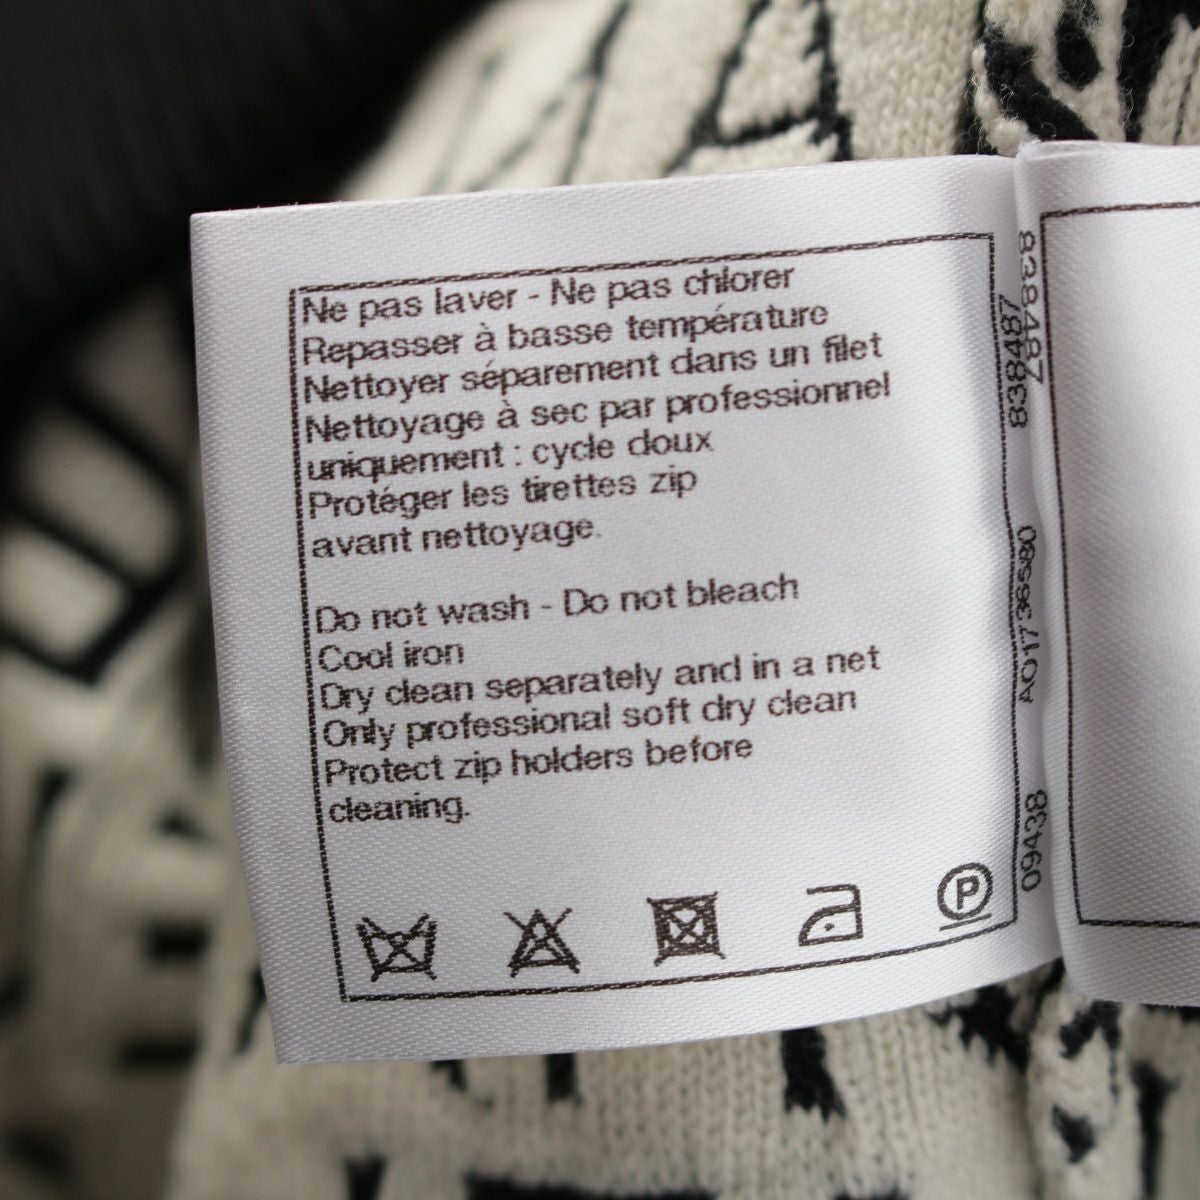 Ne pas laver - Ne pas chlorer
Repasser à basse température
Nettoyer séparement dans un filet
Nettoyage à sec par professionnel
uniquement : cycle doux
Protéger les tirettes zip
avant nettoyage.
Do not wash - Do not bleach
Cool iron
Dry clean separately and in a net
Only professional soft dry clean
Protect zip holders before
cleaning.
P
838487
838487
09438